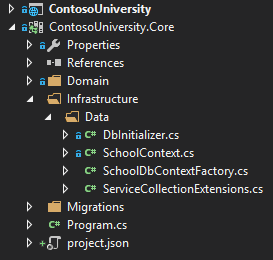 ContosoUniversity
ContosoUniversity.Core
Properties
References
Domain
Infrastructure
Data
DbInitializer.cs
SchoolContext.cs
SchoolDbContextFactory.cs
ServiceCollectionExtensions.cs
Migrations
Program.cs
project.json